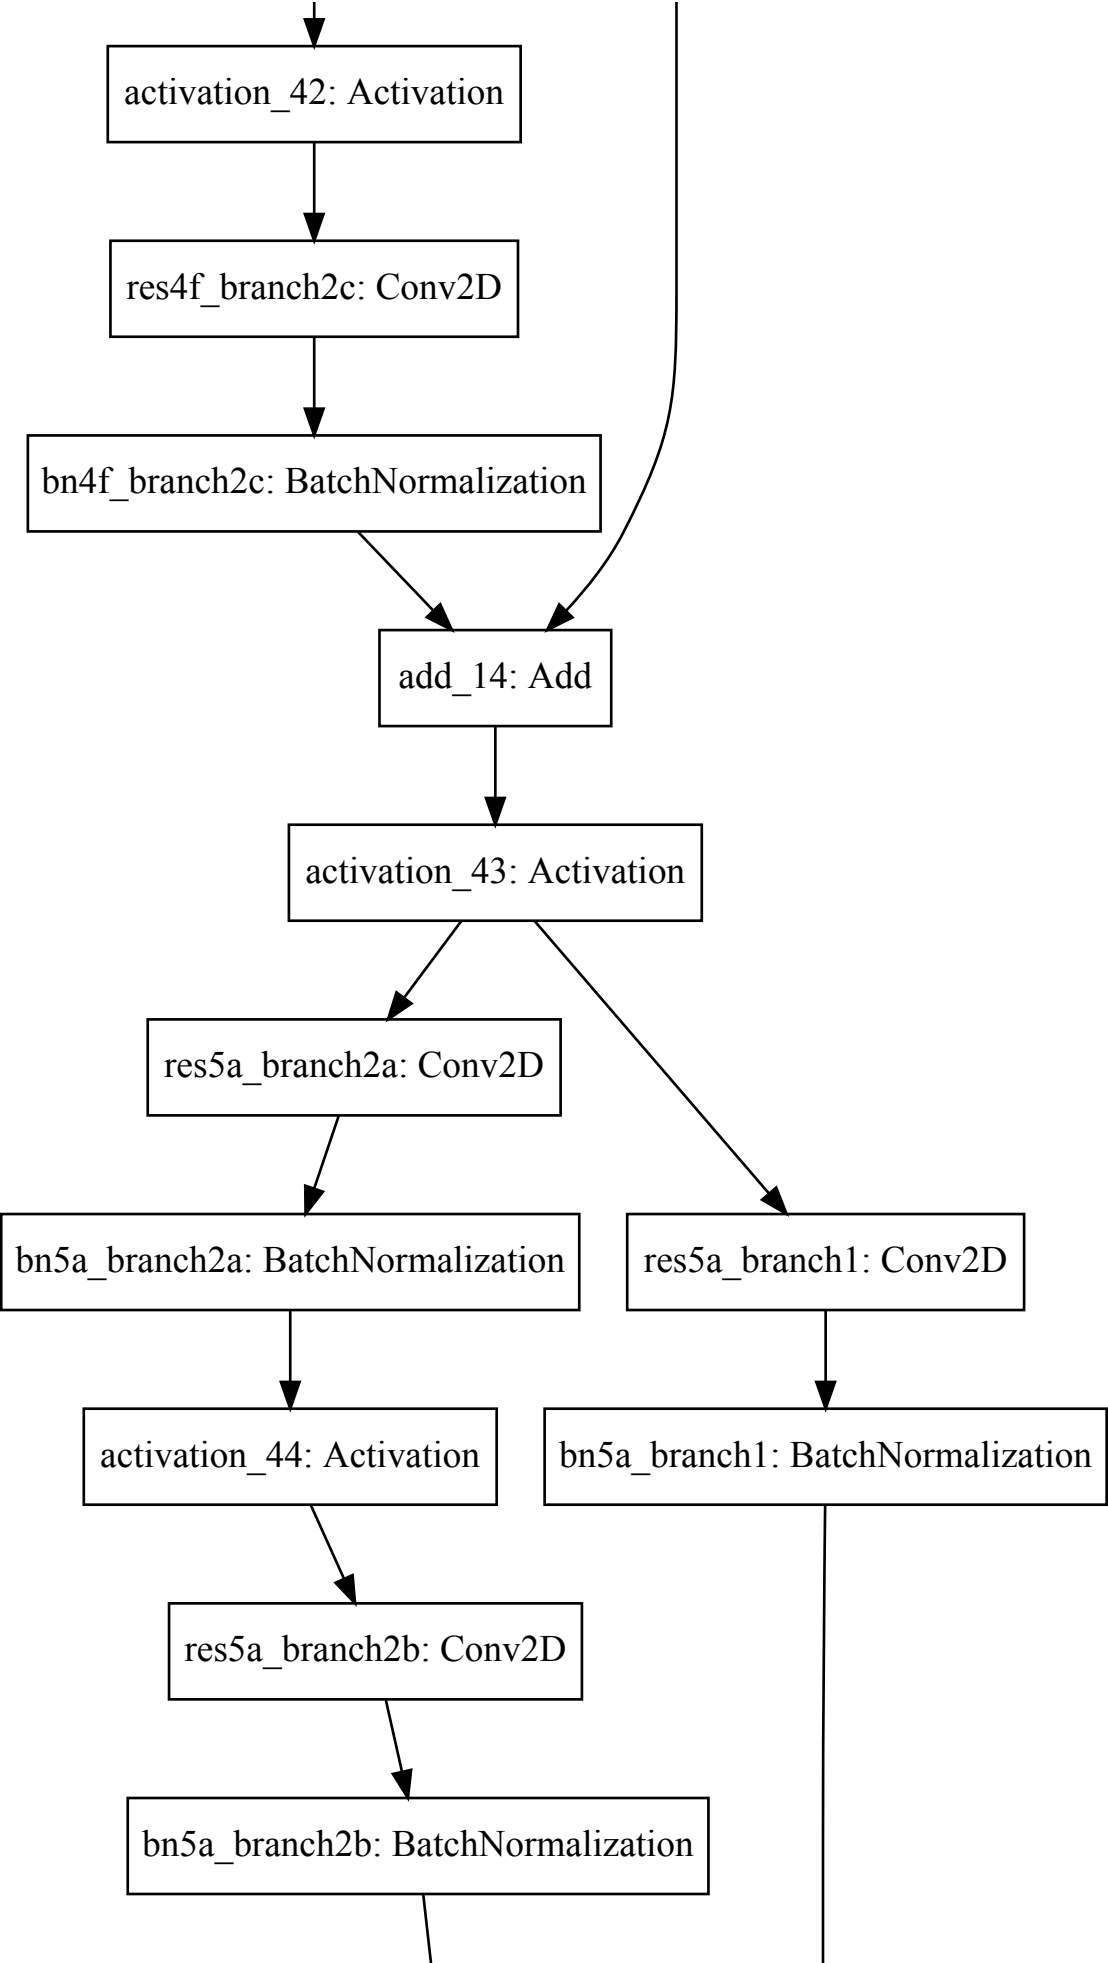 activation_42: Activation
res4f_branch2c: Conv2D
bn4f_branch2c: BatchNormalization
add_14: Add
activation_43: Activation
res5a_branch2a: Conv2D
bn5a_branch2a: BatchNormalization
res5a_branch1: Conv2D
activation_44: Activation
bn5a_branch1: BatchNormalization
res5a_branch2b: Conv2D
bn5a_branch2b: BatchNormalization